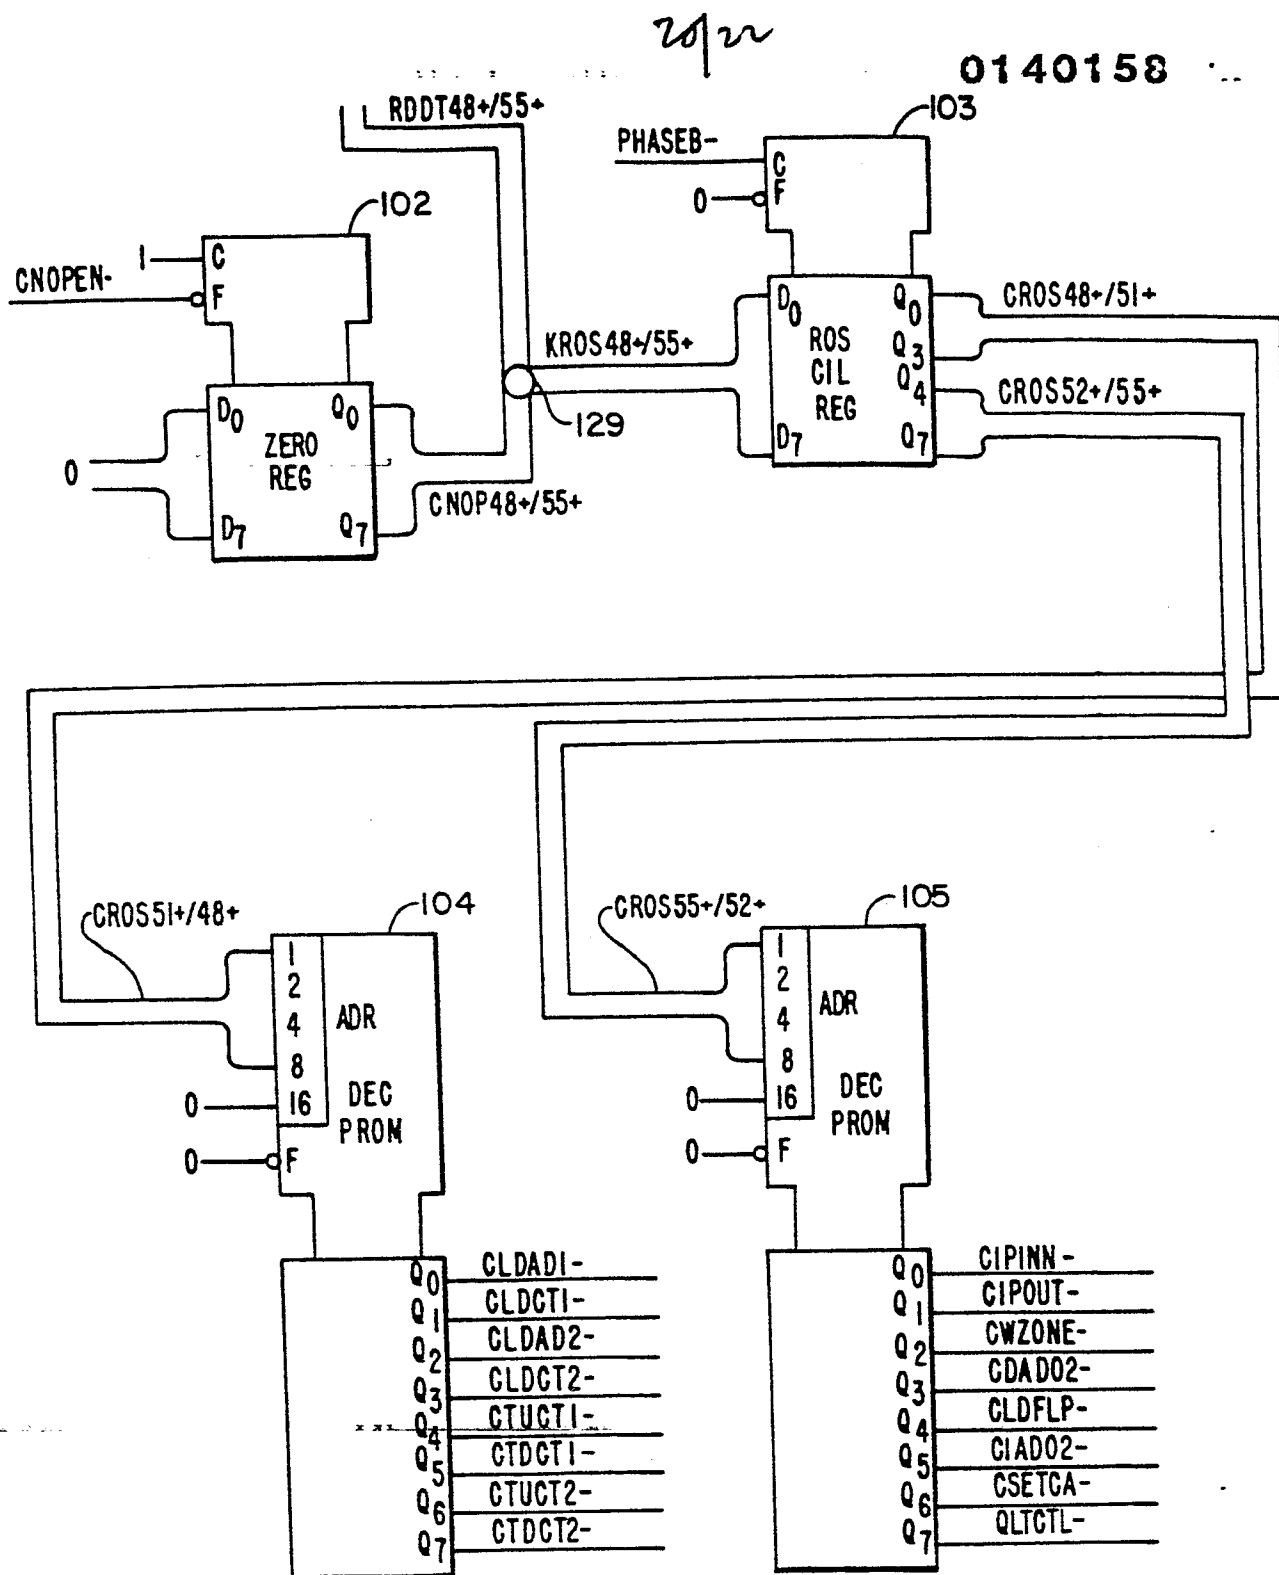 20/22
0140158
RDDT48+/55+
103
PHASEB-
C
0
F
102
1
C
CNOPEN-
F
D0
Q0
CROS48+/51+
KROS48+/55+
ROS
CIL
REG
Q3
Q4
CROS52+/55+
D7
Q7
129
D0
Q0
ZERO
REG
0
D7
Q7
CNOP48+/55+
CROS51+/48+
104
CROS55+/52+
105
1
2
4
8
16
ADR
DEC
PROM
0
0
F
1
2
4
8
16
ADR
DEC
PROM
0
0
F
Q0 CLDAD1-
Q1 CLDCT1-
Q2 CLDAD2-
Q3 CLDCT2-
Q4 CTUCT1-
Q5 CTDCT1-
Q6 CTUCT2-
Q7 CTDCT2-
Q0 CIPINN-
Q1 CIPOUT-
Q2 CWZONE-
Q3 CDADO2-
Q4 CLDFLP-
Q5 CIADO2-
Q6 CSETCA-
Q7 QLTCTL-